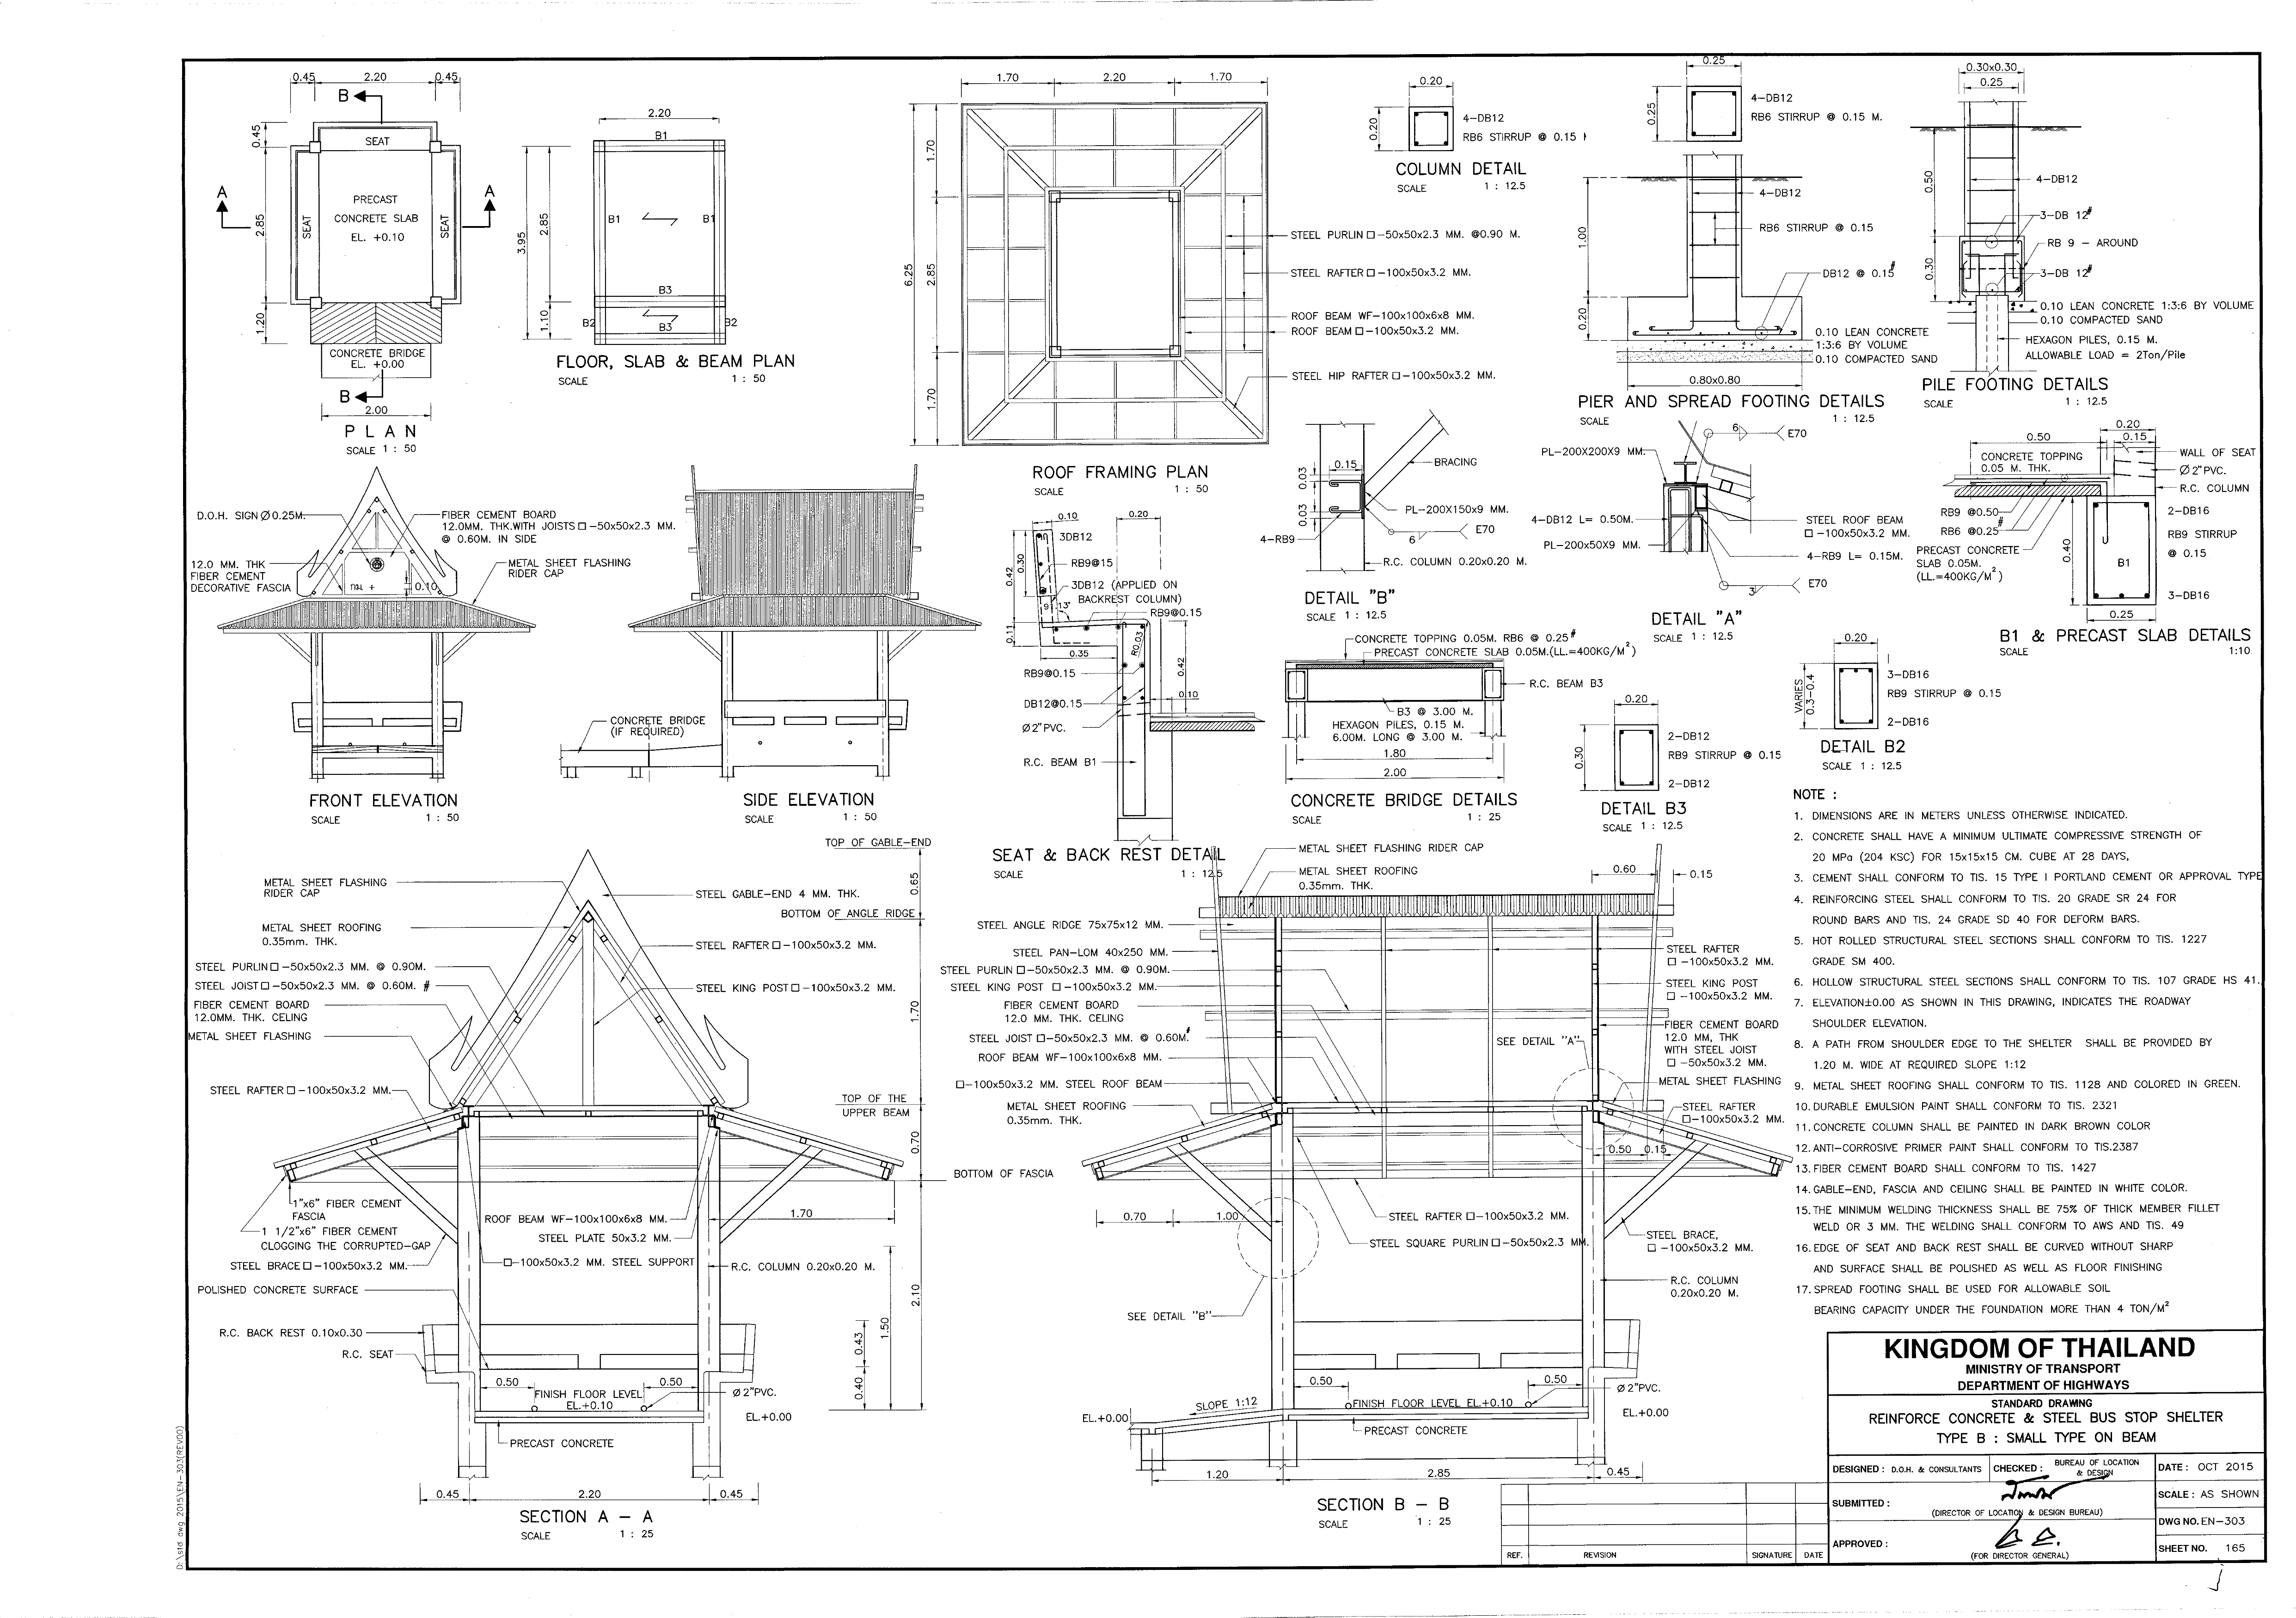 0.45 2.20 0.45
B
0.45
SEAT
A A
2.85
SEAT
PRECAST
CONCRETE SLAB
EL. +0.10
SEAT
1.20
CONCRETE BRIDGE
EL. +0.00
B
2.00
PLAN
SCALE 1 : 50
2.20
B1
3.95
2.85
B1 B1
B3
1.10
B2 B3 B2
FLOOR, SLAB & BEAM PLAN
SCALE 1 : 50
1.70 2.20 1.70
6.25
1.70
2.85
1.70
STEEL PURLIN □-50x50x2.3 MM. @0.90 M.
STEEL RAFTER □-100x50x3.2 MM.
ROOF BEAM WF-100x100x6x8 MM.
ROOF BEAM □-100x50x3.2 MM.
STEEL HIP RAFTER □-100x50x3.2 MM.
ROOF FRAMING PLAN
SCALE 1 : 50
0.20
0.20
4-DB12
RB6 STIRRUP @ 0.15 M
COLUMN DETAIL
SCALE 1 : 12.5
0.25
0.25
4-DB12
RB6 STIRRUP @ 0.15 M.
4-DB12
1.00
RB6 STIRRUP @ 0.15
DB12 @ 0.15#
0.20
0.10 LEAN CONCRETE
1:3:6 BY VOLUME
0.10 COMPACTED SAND
0.80x0.80
PIER AND SPREAD FOOTING DETAILS
SCALE 1 : 12.5
0.30x0.30
0.25
0.50
4-DB12
3-DB 12#
RB 9 - AROUND
0.30
3-DB 12#
0.10 LEAN CONCRETE 1:3:6 BY VOLUME
0.10 COMPACTED SAND
HEXAGON PILES, 0.15 M.
ALLOWABLE LOAD = 2Ton/Pile
PILE FOOTING DETAILS
SCALE 1 : 12.5
D.O.H. SIGN Ø0.25M.
FIBER CEMENT BOARD
12.0MM. THK.WITH JOISTS □-50x50x2.3 MM.
@ 0.60M. IN SIDE
12.0 MM. THK
FIBER CEMENT
DECORATIVE FASCIA
0.10
METAL SHEET FLASHING
RIDER CAP
FRONT ELEVATION
SCALE 1 : 50
CONCRETE BRIDGE
(IF REQUIRED)
SIDE ELEVATION
SCALE 1 : 50
0.10 0.20
3DB12
0.42
0.30
RB9@15
3DB12 (APPLIED ON
BACKREST COLUMN)
9 13°
RB9@0.15
0.11
0.35
R0.03
0.42
RB9@0.15
0.10
DB12@0.15
Ø2"PVC.
R.C. BEAM B1
SEAT & BACK REST DETAIL
SCALE 1 : 12.5
0.15
0.03
0.03
BRACING
PL-200X150x9 MM.
6 E70
4-RB9
R.C. COLUMN 0.20x0.20 M.
DETAIL "B"
SCALE 1 : 12.5
6 E70
PL-200X200X9 MM.
4-DB12 L= 0.50M.
PL-200x50X9 MM.
STEEL ROOF BEAM
□-100x50x3.2 MM.
4-RB9 L= 0.15M.
3 E70
DETAIL "A"
SCALE 1 : 12.5
0.20
0.50 0.15
CONCRETE TOPPING
0.05 M. THK.
WALL OF SEAT
Ø 2" PVC.
R.C. COLUMN
RB9 @0.50
RB6 @0.25#
2-DB16
RB9 STIRRUP
@ 0.15
PRECAST CONCRETE
SLAB 0.05M.
(LL.=400KG/M²)
0.40
B1
3-DB16
0.25
B1 & PRECAST SLAB DETAILS
SCALE 1:10
CONCRETE TOPPING 0.05M. RB6 @ 0.25#
PRECAST CONCRETE SLAB 0.05M.(LL.=400KG/M²)
R.C. BEAM B3
B3 @ 3.00 M.
HEXAGON PILES, 0.15 M.
6.00M. LONG @ 3.00 M.
1.80
2.00
CONCRETE BRIDGE DETAILS
SCALE 1 : 25
0.20
0.30
2-DB12
RB9 STIRRUP @ 0.15
2-DB12
DETAIL B3
SCALE 1 : 12.5
0.20
VARIES
0.3-0.4
3-DB16
RB9 STIRRUP @ 0.15
2-DB16
DETAIL B2
SCALE 1 : 12.5
TOP OF GABLE-END
METAL SHEET FLASHING
RIDER CAP
STEEL GABLE-END 4 MM. THK.
0.65
BOTTOM OF ANGLE RIDGE
METAL SHEET ROOFING
0.35mm. THK.
STEEL RAFTER □-100x50x3.2 MM.
STEEL PURLIN □-50x50x2.3 MM. @ 0.90M.
STEEL JOIST □-50x50x2.3 MM. @ 0.60M. #
STEEL KING POST □-100x50x3.2 MM.
FIBER CEMENT BOARD
12.0MM. THK. CELING
1.70
METAL SHEET FLASHING
STEEL RAFTER □-100x50x3.2 MM.
TOP OF THE
UPPER BEAM
0.70
BOTTOM OF FASCIA
1"x6" FIBER CEMENT
FASCIA
1 1/2"x6" FIBER CEMENT
CLOGGING THE CORRUPTED-GAP
STEEL BRACE □-100x50x3.2 MM.
ROOF BEAM WF-100x100x6x8 MM.
STEEL PLATE 50x3.2 MM.
□-100x50x3.2 MM. STEEL SUPPORT
1.70
R.C. COLUMN 0.20x0.20 M.
POLISHED CONCRETE SURFACE
2.10
1.50
R.C. BACK REST 0.10x0.30
R.C. SEAT
0.43
0.40
0.50 0.50
FINISH FLOOR LEVEL
EL.+0.10
Ø 2"PVC.
EL.+0.00
PRECAST CONCRETE
0.45 2.20 0.45
SECTION A - A
SCALE 1 : 25
METAL SHEET FLASHING RIDER CAP
METAL SHEET ROOFING
0.35mm. THK.
0.60 0.15
STEEL ANGLE RIDGE 75x75x12 MM.
STEEL PAN-LOM 40x250 MM.
STEEL PURLIN □-50x50x2.3 MM. @ 0.90M.
STEEL KING POST □-100x50x3.2 MM.
FIBER CEMENT BOARD
12.0 MM. THK. CELING
STEEL JOIST □-50x50x2.3 MM. @ 0.60M.#
ROOF BEAM WF-100x100x6x8 MM.
□-100x50x3.2 MM. STEEL ROOF BEAM
METAL SHEET ROOFING
0.35mm. THK.
STEEL RAFTER
□-100x50x3.2 MM.
STEEL KING POST
□-100x50x3.2 MM.
SEE DETAIL "A"
FIBER CEMENT BOARD
12.0 MM, THK
WITH STEEL JOIST
□-50x50x3.2 MM.
METAL SHEET FLASHING
STEEL RAFTER
□-100x50x3.2 MM.
0.50 0.15
0.70 1.00
STEEL RAFTER □-100x50x3.2 MM.
STEEL SQUARE PURLIN □-50x50x2.3 MM.
STEEL BRACE,
□-100x50x3.2 MM.
R.C. COLUMN
0.20x0.20 M.
SEE DETAIL "B"
0.50 0.50
Ø 2"PVC.
SLOPE 1:12
FINISH FLOOR LEVEL EL.+0.10
EL.+0.00 EL.+0.00
PRECAST CONCRETE
1.20 2.85 0.45
SECTION B - B
SCALE 1 : 25
NOTE :
1. DIMENSIONS ARE IN METERS UNLESS OTHERWISE INDICATED.
2. CONCRETE SHALL HAVE A MINIMUM ULTIMATE COMPRESSIVE STRENGTH OF
20 MPa (204 KSC) FOR 15x15x15 CM. CUBE AT 28 DAYS,
3. CEMENT SHALL CONFORM TO TIS. 15 TYPE I PORTLAND CEMENT OR APPROVAL TYPE
4. REINFORCING STEEL SHALL CONFORM TO TIS. 20 GRADE SR 24 FOR
ROUND BARS AND TIS. 24 GRADE SD 40 FOR DEFORM BARS.
5. HOT ROLLED STRUCTURAL STEEL SECTIONS SHALL CONFORM TO TIS. 1227
GRADE SM 400.
6. HOLLOW STRUCTURAL STEEL SECTIONS SHALL CONFORM TO TIS. 107 GRADE HS 41.
7. ELEVATION±0.00 AS SHOWN IN THIS DRAWING, INDICATES THE ROADWAY
SHOULDER ELEVATION.
8. A PATH FROM SHOULDER EDGE TO THE SHELTER SHALL BE PROVIDED BY
1.20 M. WIDE AT REQUIRED SLOPE 1:12
9. METAL SHEET ROOFING SHALL CONFORM TO TIS. 1128 AND COLORED IN GREEN.
10. DURABLE EMULSION PAINT SHALL CONFORM TO TIS. 2321
11. CONCRETE COLUMN SHALL BE PAINTED IN DARK BROWN COLOR
12. ANTI-CORROSIVE PRIMER PAINT SHALL CONFORM TO TIS.2387
13. FIBER CEMENT BOARD SHALL CONFORM TO TIS. 1427
14. GABLE-END, FASCIA AND CEILING SHALL BE PAINTED IN WHITE COLOR.
15. THE MINIMUM WELDING THICKNESS SHALL BE 75% OF THICK MEMBER FILLET
WELD OR 3 MM. THE WELDING SHALL CONFORM TO AWS AND TIS. 49
16. EDGE OF SEAT AND BACK REST SHALL BE CURVED WITHOUT SHARP
AND SURFACE SHALL BE POLISHED AS WELL AS FLOOR FINISHING
17. SPREAD FOOTING SHALL BE USED FOR ALLOWABLE SOIL
BEARING CAPACITY UNDER THE FOUNDATION MORE THAN 4 TON/M²
KINGDOM OF THAILAND
MINISTRY OF TRANSPORT
DEPARTMENT OF HIGHWAYS
STANDARD DRAWING
REINFORCE CONCRETE & STEEL BUS STOP SHELTER
TYPE B : SMALL TYPE ON BEAM
DESIGNED : D.O.H. & CONSULTANTS
CHECKED : BUREAU OF LOCATION
& DESIGN
DATE : OCT 2015
SUBMITTED :
(DIRECTOR OF LOCATION & DESIGN BUREAU)
SCALE : AS SHOWN
DWG NO. EN-303
APPROVED :
(FOR DIRECTOR GENERAL)
SHEET NO. 165
REF. REVISION SIGNATURE DATE
D:\std dwg 2015\EN-303(REV00)